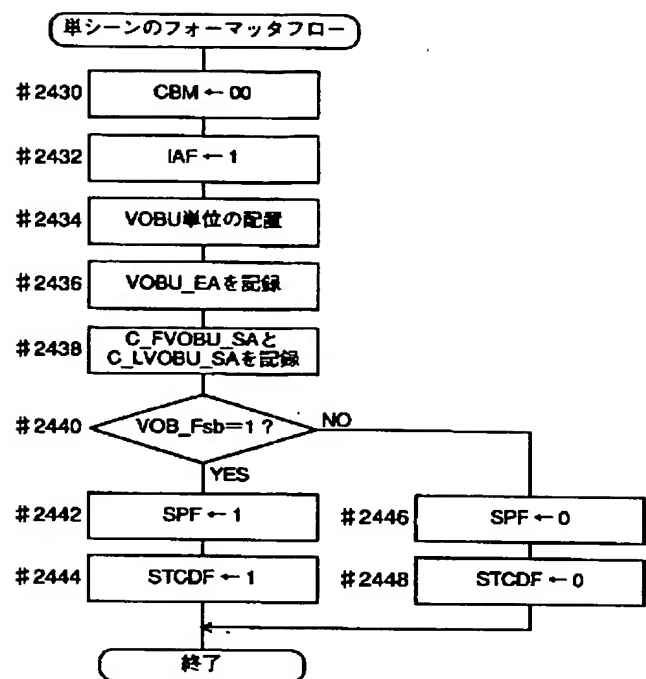 単シーンのフォーマッタフロー
#2430
CBM ← 00
#2432
IAF ← 1
#2434
VOBU単位の配置
#2436
VOBU_EAを記録
#2438
C_FVOBU_SAと
C_LVOBU_SAを記録
#2440
VOB_Fsb=1 ?
NO
YES
#2442
SPF ← 1
#2446
SPF ← 0
#2444
STCDF ← 1
#2448
STCDF ← 0
終了